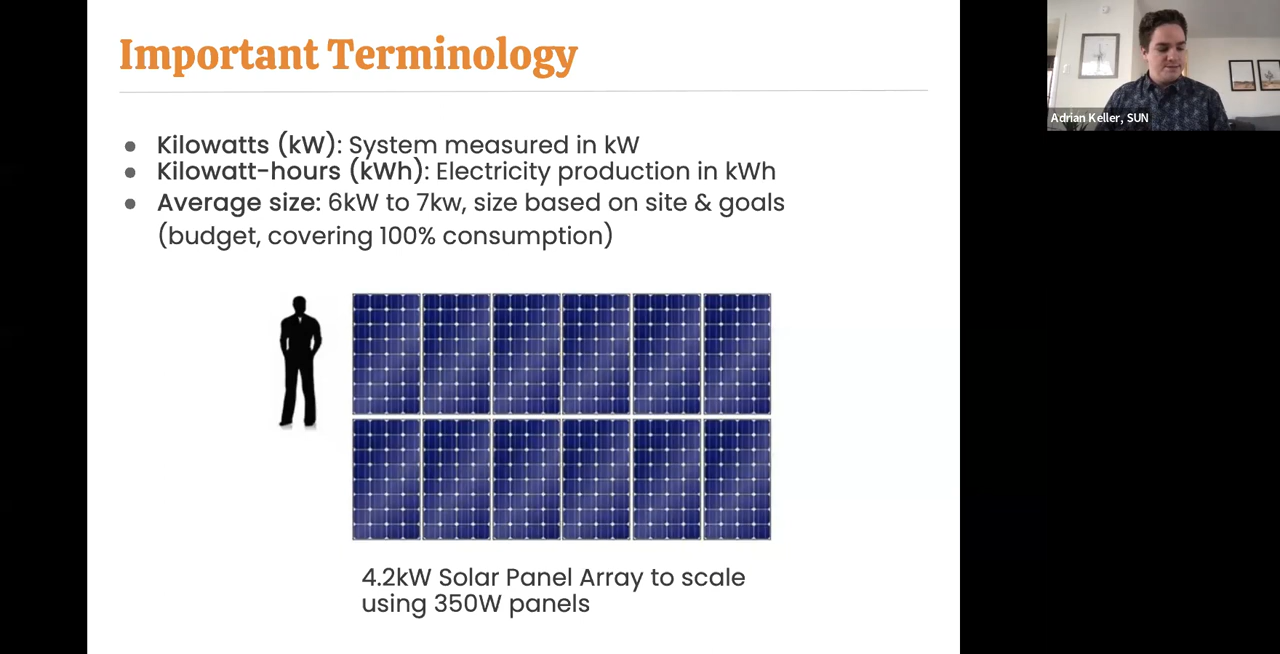 Important Terminology
Kilowatts (kW): System measured in kW
Kilowatt-hours (kWh): Electricity production in kWh
Average size: 6kW to 7kw, size based on site & goals
(budget, covering 100% consumption)
4.2kW Solar Panel Array to scale
using 350W panels
Adrian Keller, SUN